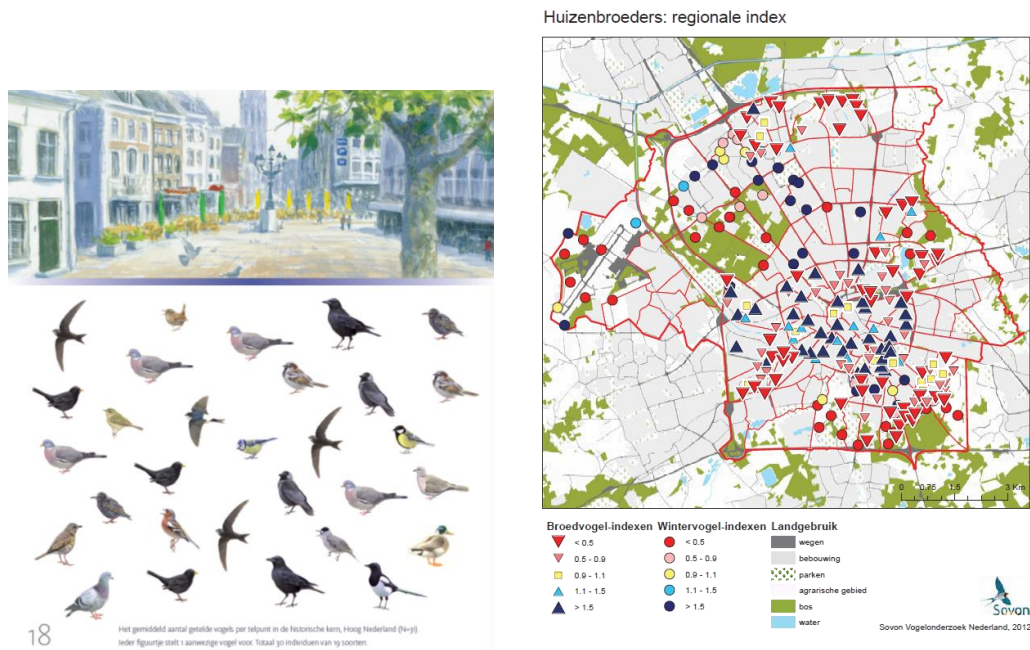 Het gemiddeld aantal getelde vogels per telpunt in de historische kern, Hoog Nederland (N=31).
Ieder figuurtje stelt 1 aanwezige vogel voor. Totaal 30 individuen van 19 soorten.
18
Huizenbroeders: regionale index
0 0.75 1.5 3 Km
Broedvogel-indexen Wintervogel-indexen Landgebruik
< 0.5 < 0.5 wegen
0.5 - 0.9 0.5 - 0.9 bebouwing
0.9 - 1.1 0.9 - 1.1 parken
1.1 - 1.5 1.1 - 1.5 agrarische gebied
> 1.5 > 1.5 bos
water
Sovon
Sovon Vogelonderzoek Nederland, 2012